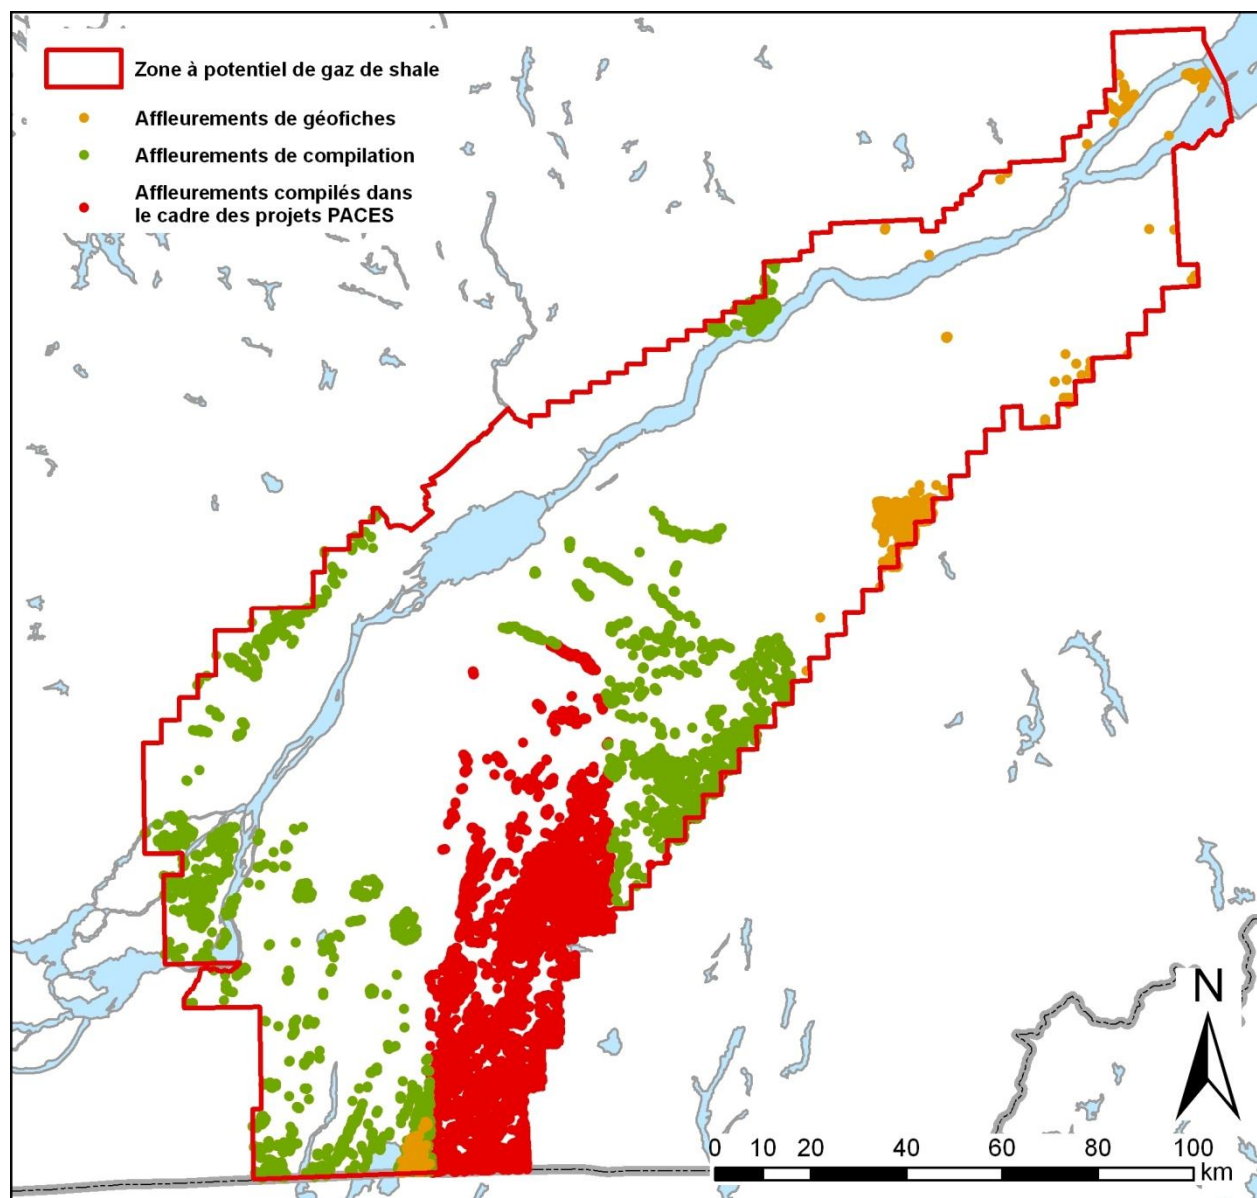 Zone à potentiel de gaz de shale
Affleurements de géofiches
Affleurements de compilation
Affleurements compilés dans
le cadre des projets PACES
N
0 10 20 40 60 80 100
km